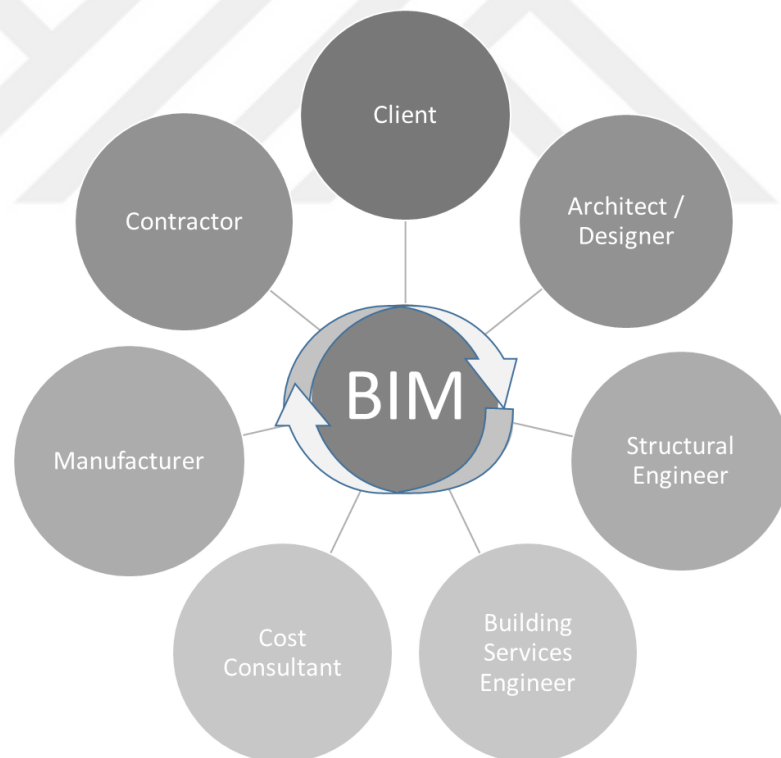 Client
Architect /
Designer
Structural
Engineer
Building
Services
Engineer
Cost
Consultant
Manufacturer
Contractor
BIM